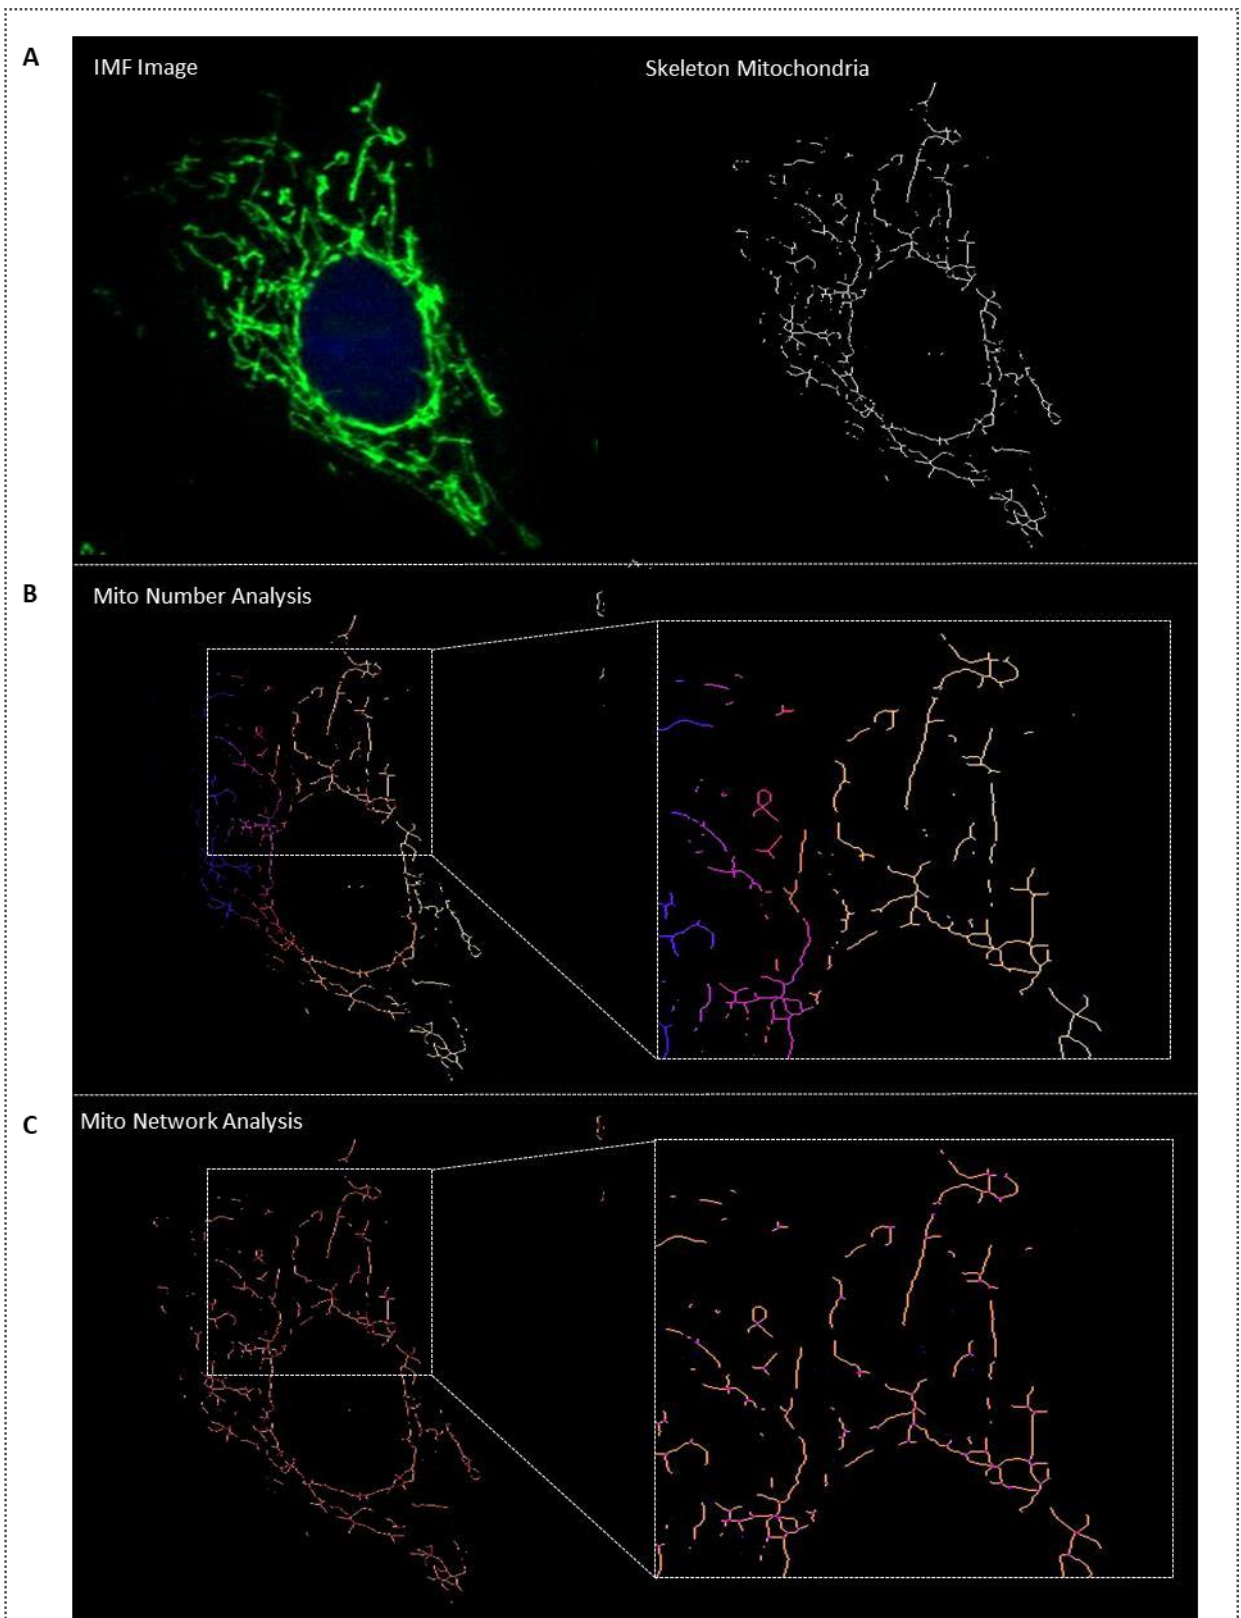 A
IMF Image
Skeleton Mitochondria
B
Mito Number Analysis
C
Mito Network Analysis